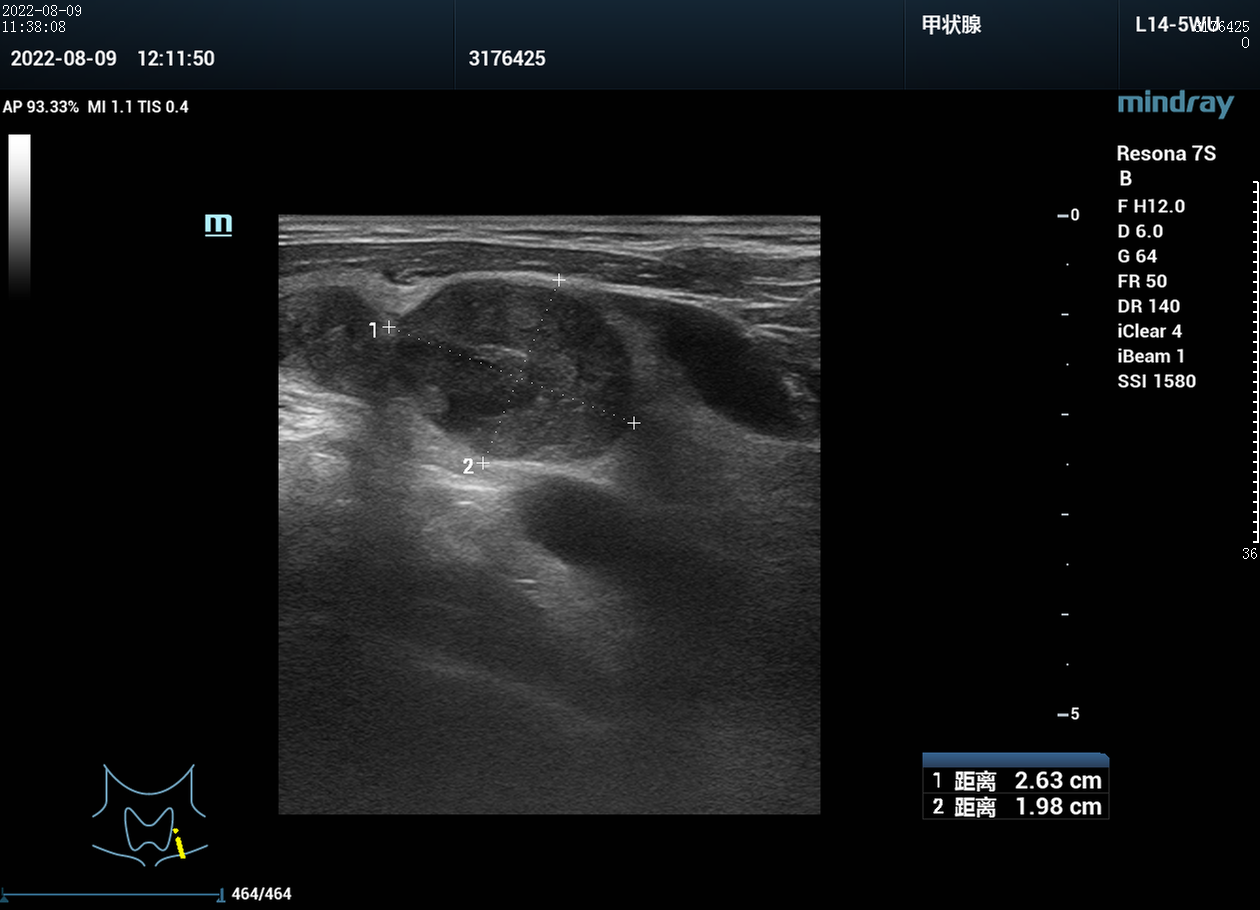 2022-08-09
11:38:08
2022-08-09 12:11:50
3176425
甲状腺
L14-5WU
3176425
0
AP 93.33% MI 1.1 TIS 0.4
mindray
Resona 7S
B
F H12.0
D 6.0
G 64
FR 50
DR 140
iClear 4
iBeam 1
SSI 1580
m
0
1
2
5
36
1 距离 2.63 cm
2 距离 1.98 cm
464/464